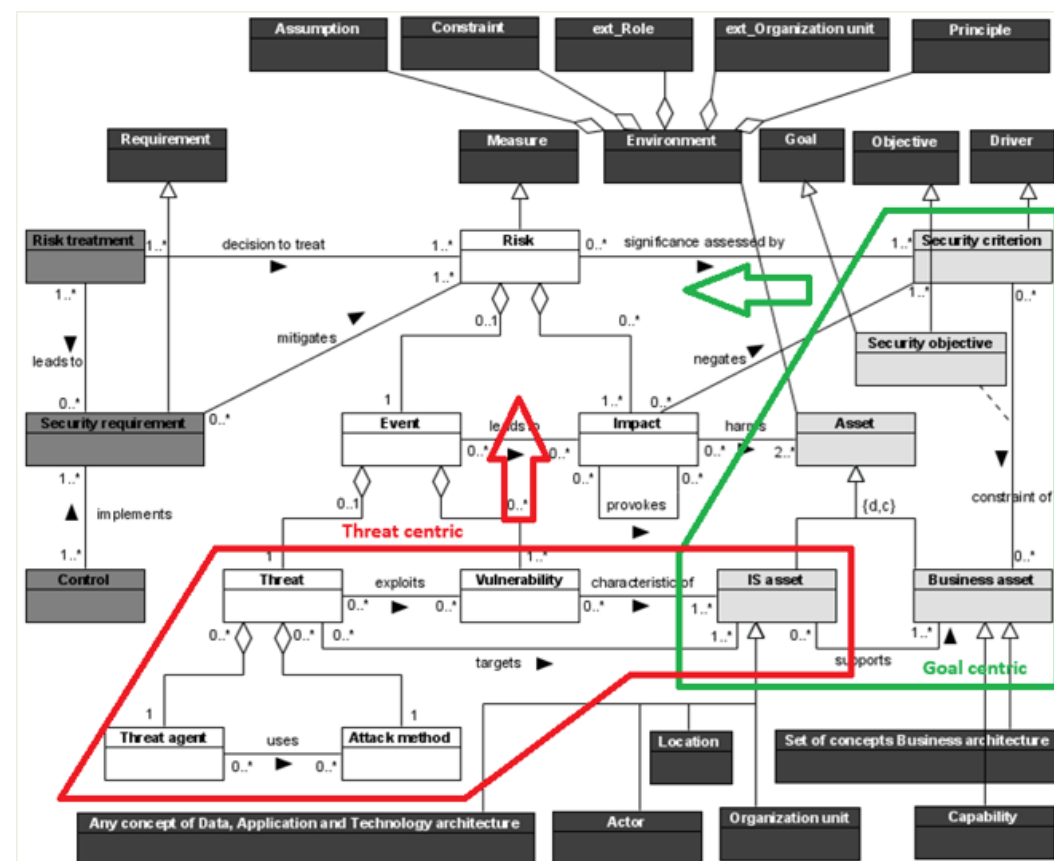 Assumption
Constraint
ext_Role
ext_Organization unit
Principle
Requirement
Measure
Environment
Goal
Objective
Driver
Risk treatment
1..*
decision to treat
1..*
Risk
0..*
significance assessed by
1..*
Security criterion
1..*
1..*
1..*
0..*
leads to
mitigates
0..1
0..*
negates
Security objective
0..*
0..*
1
1..*
0..*
Security requirement
Event
leads to
Impact
harms
Asset
0..*
0..*
0..*
2..*
1..*
0..*
0..*
constraint of
implements
0..1
0..*
provokes
{d,c}
Threat centric
1..*
1
1..*
0..*
Control
Threat
exploits
Vulnerability
characteristic of
IS asset
Business asset
0..*
0..*
0..*
1..*
0..*
0..*
0..*
1..*
0..*
1..*
targets
supports
Goal centric
1
1
Threat agent
uses
Attack method
Location
Set of concepts Business architecture
0..*
0..*
Any concept of Data, Application and Technology architecture
Actor
Organization unit
Capability